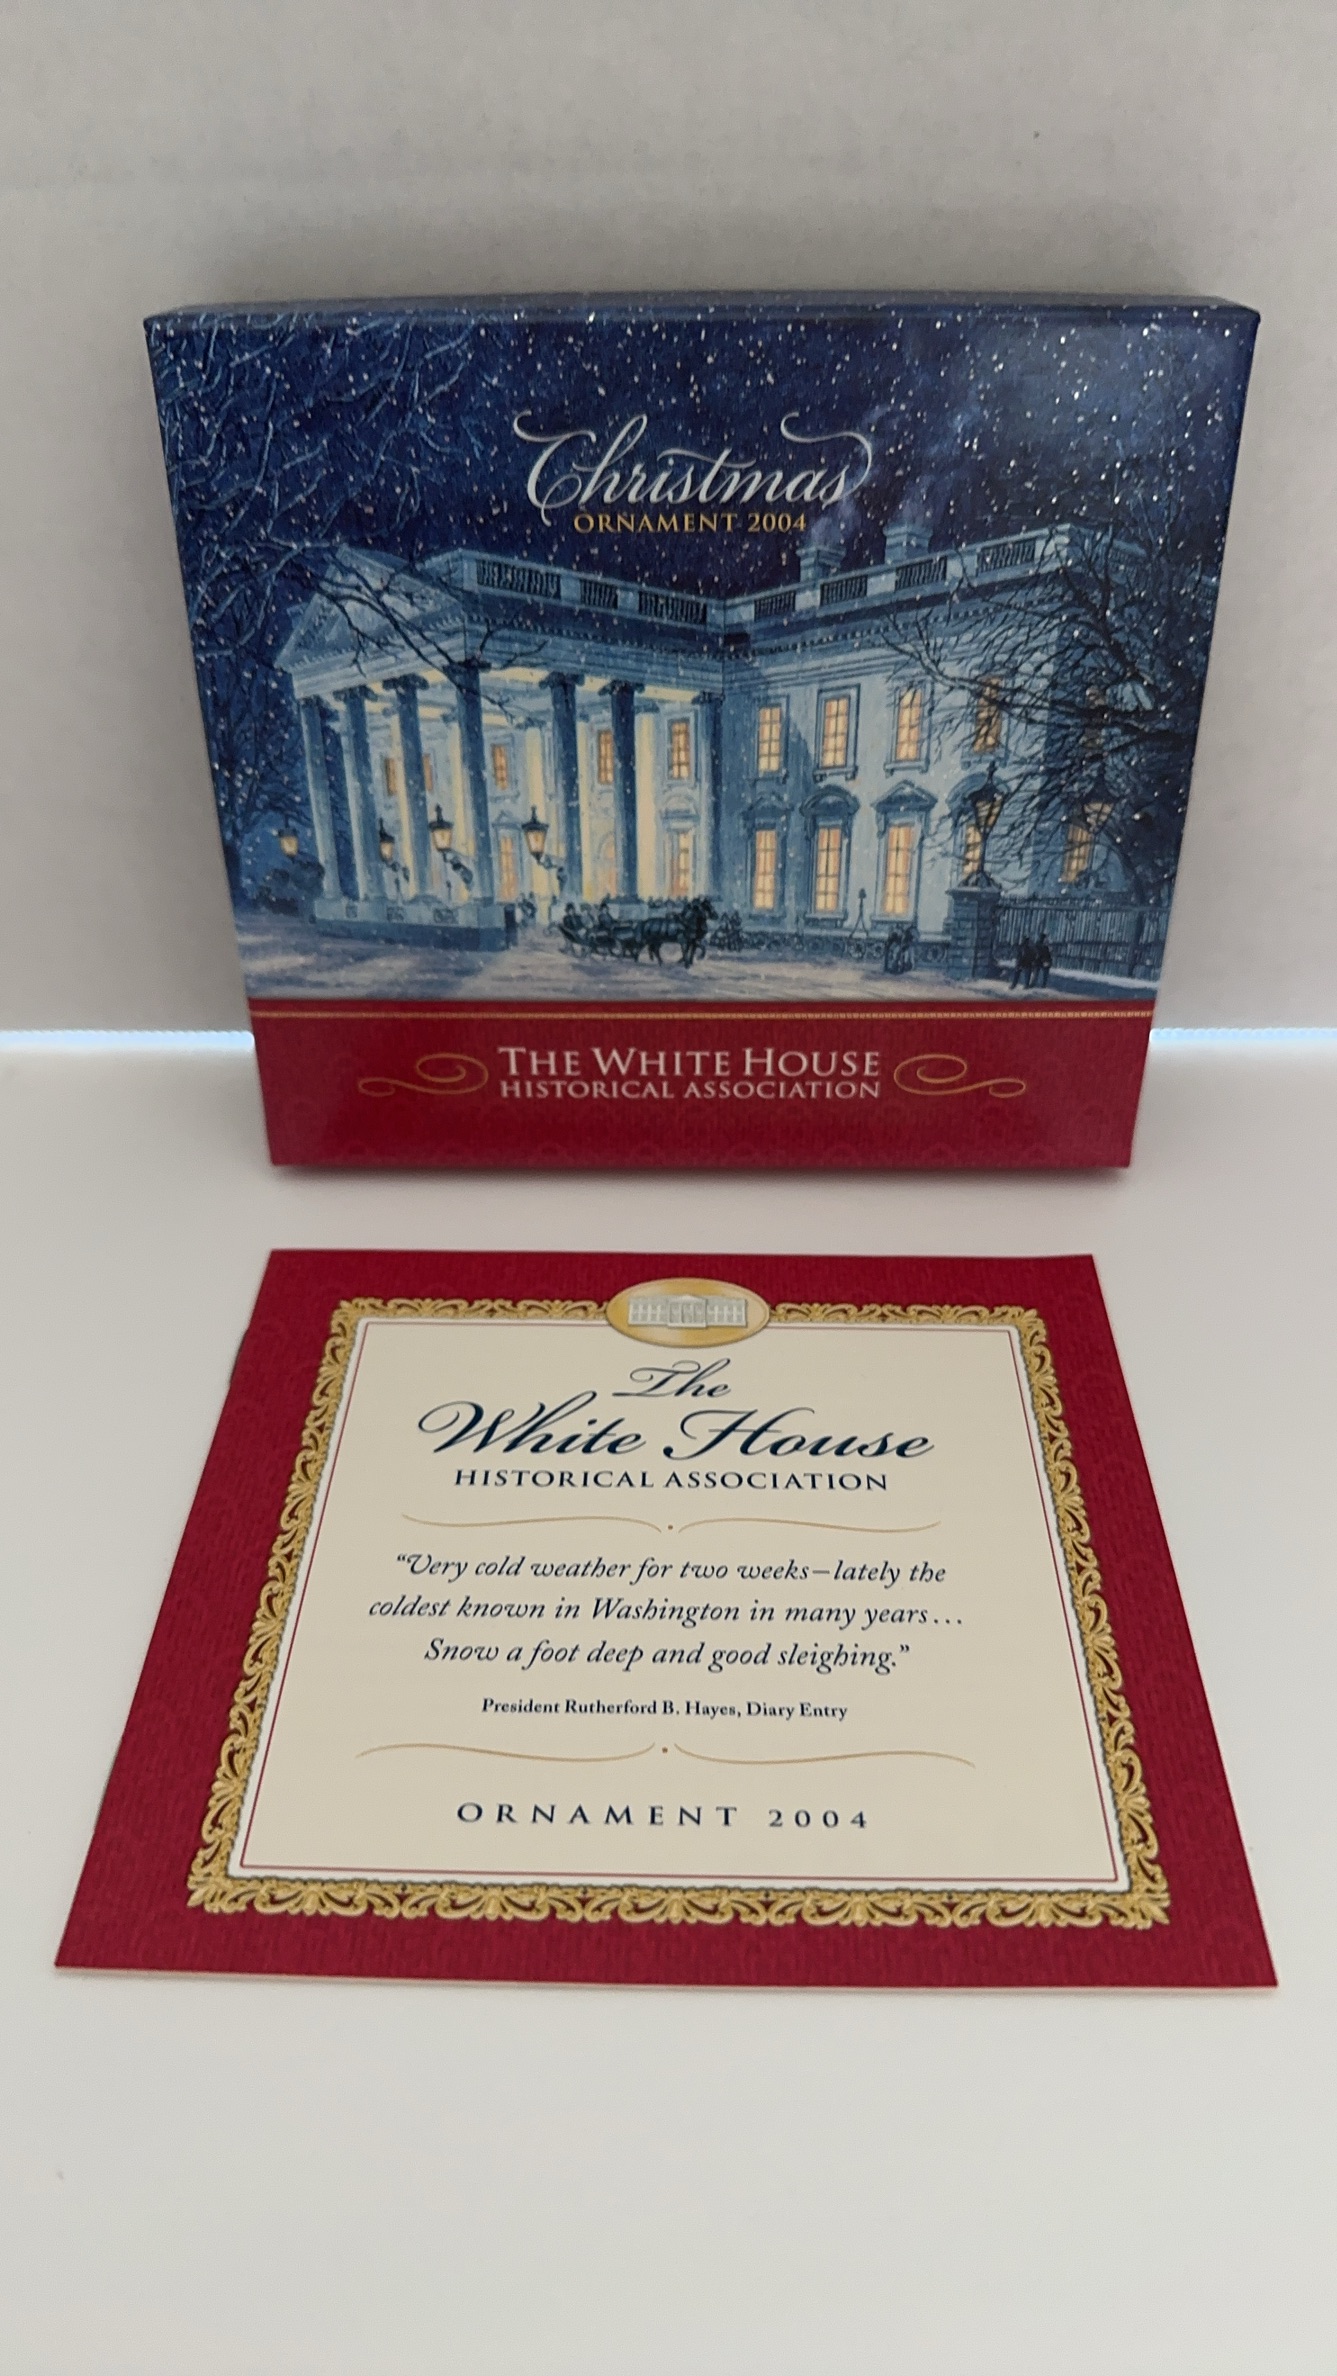 Christmas
ORNAMENT 2004
THE WHITE HOUSE
HISTORICAL ASSOCIATION
The
White House
HISTORICAL ASSOCIATION
“Very cold weather for two weeks—lately the
coldest known in Washington in many years...
Snow a foot deep and good sleighing.”
President Rutherford B. Hayes, Diary Entry
ORNAMENT 2004